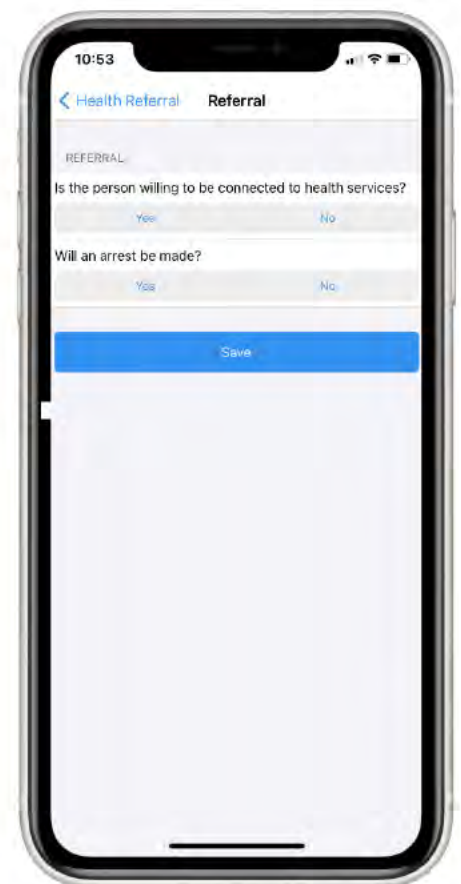 10:53
Health Referral Referral
REFERRAL
Is the person willing to be connected to health services?
Yes No
Will an arrest be made?
Yes No
Save